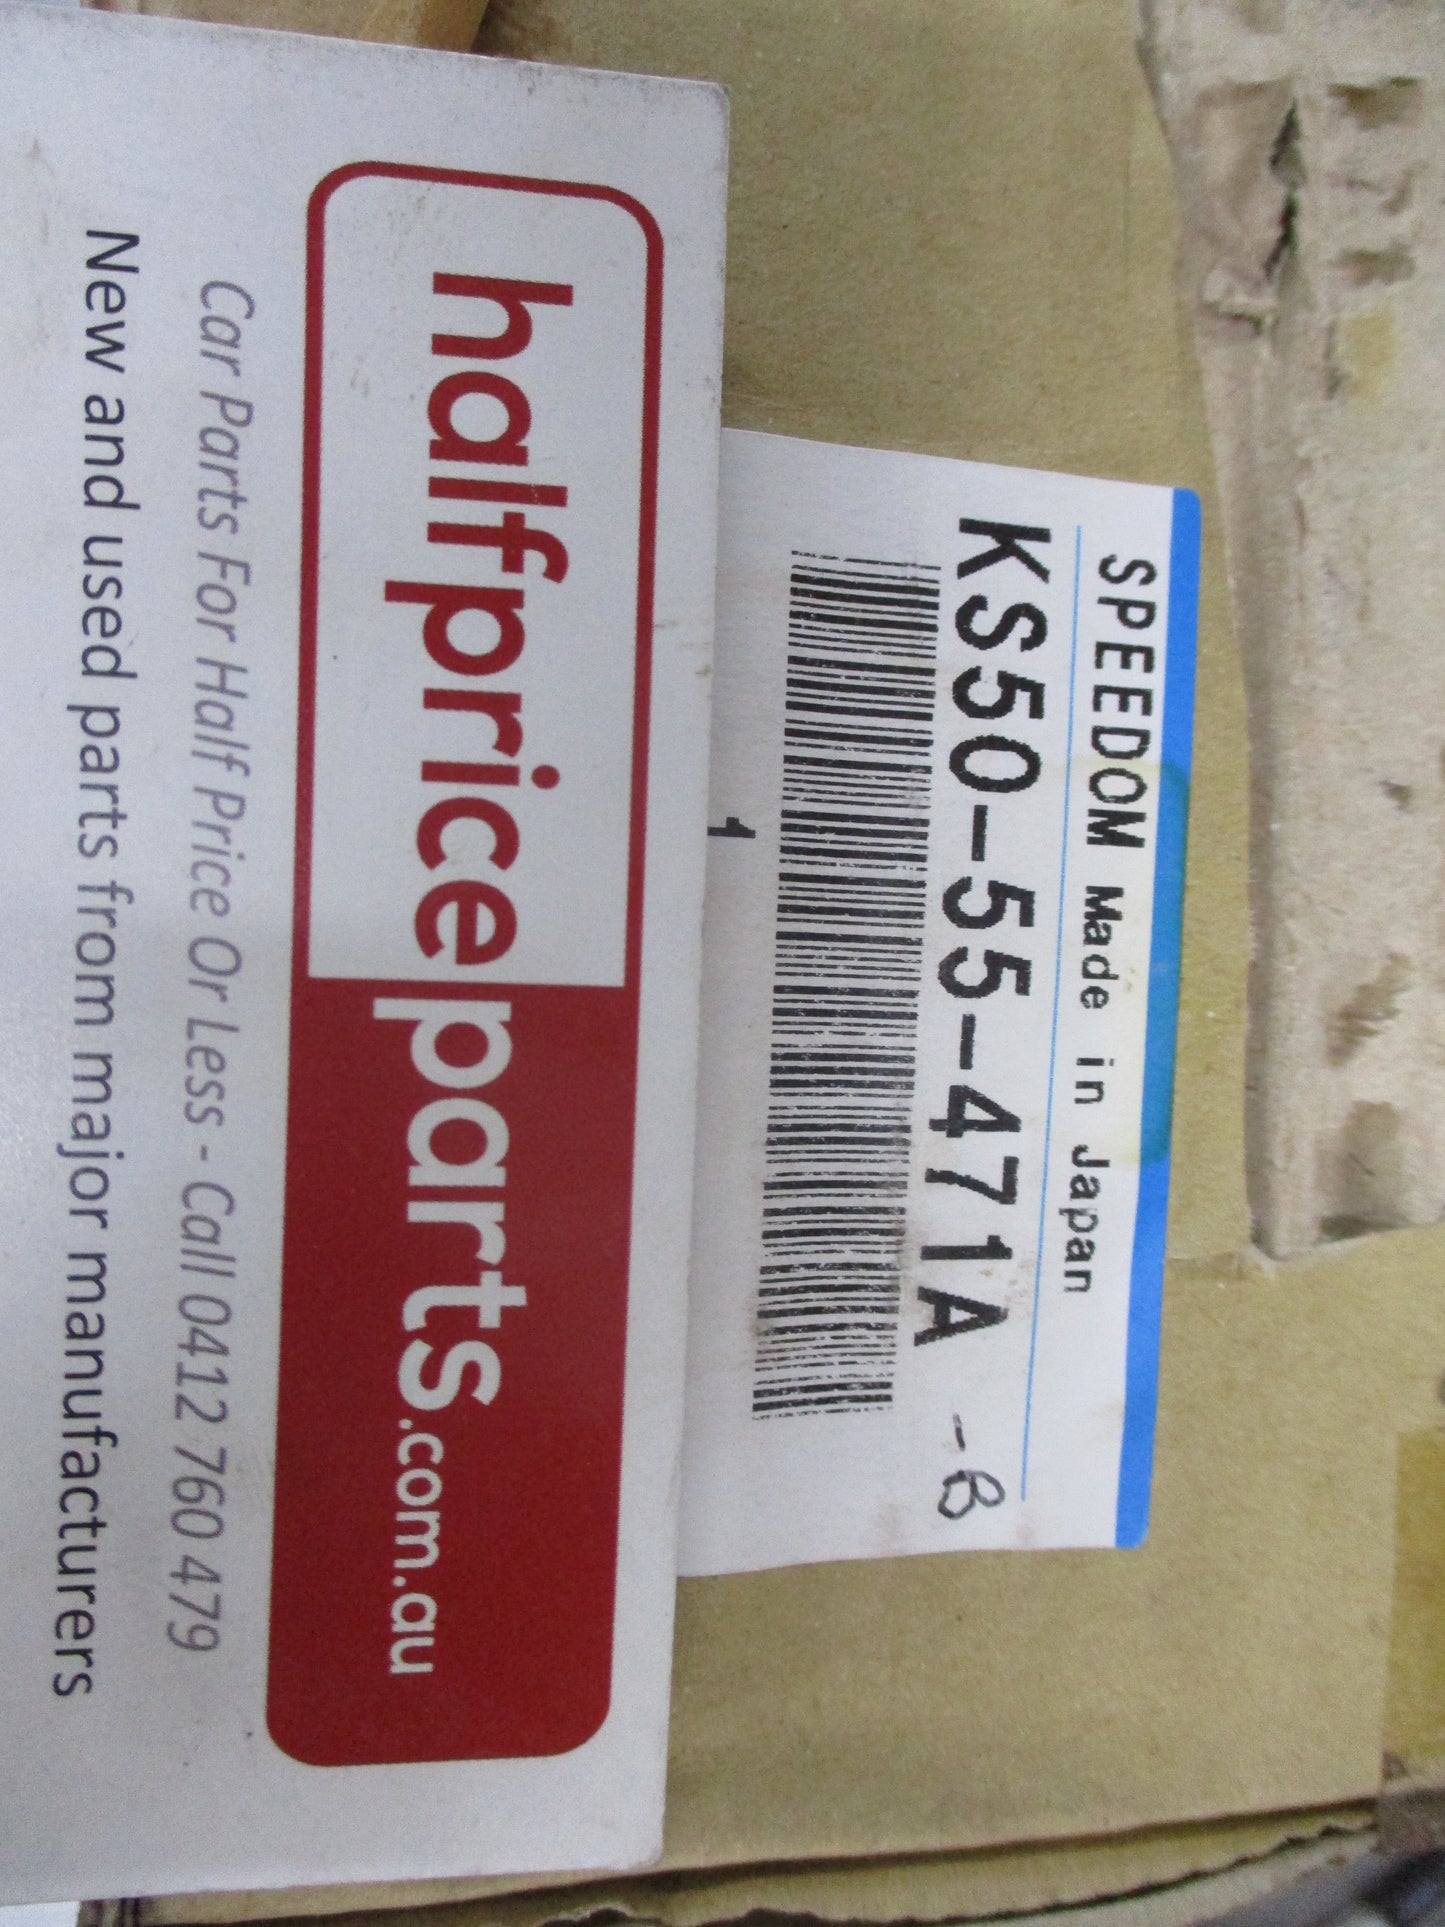 SPEEDOM Made in Japan
KS50-55-471A -B
1
halfpriceparts.com.au
Car Parts For Half Price Or Less - Call 0412 760 479
New and used parts from major manufacturers